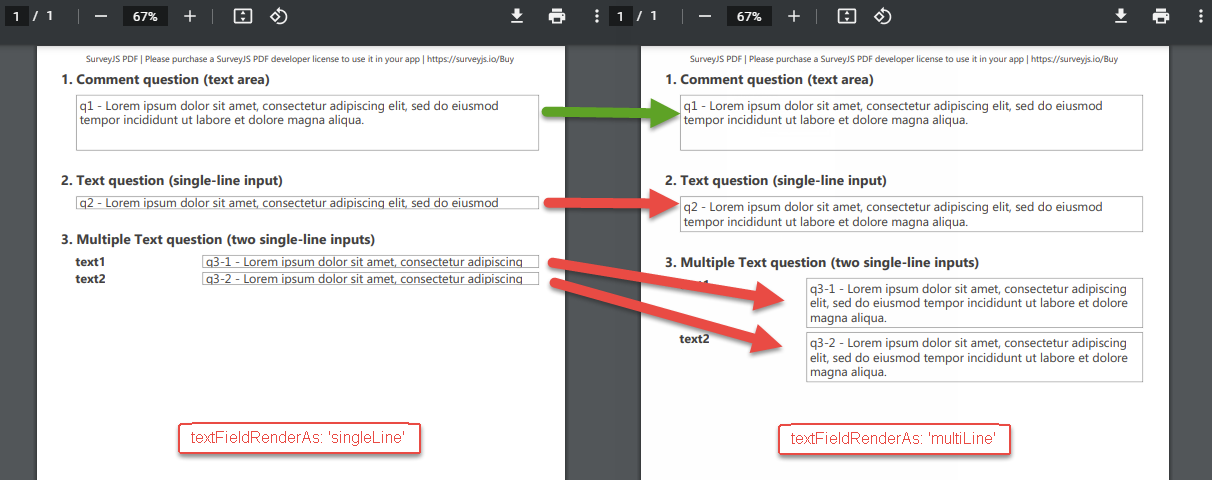 1 / 1 67%
SurveyJS PDF | Please purchase a SurveyJS PDF developer license to use it in your app | https://surveyjs.io/Buy
1. Comment question (text area)
q1 - Lorem ipsum dolor sit amet, consectetur adipiscing elit, sed do eiusmod
tempor incididunt ut labore et dolore magna aliqua.
2. Text question (single-line input)
q2 - Lorem ipsum dolor sit amet, consectetur adipiscing elit, sed do eiusmod
3. Multiple Text question (two single-line inputs)
text1 q3-1 - Lorem ipsum dolor sit amet, consectetur adipiscing
text2 q3-2 - Lorem ipsum dolor sit amet, consectetur adipiscing
textFieldRenderAs: 'singleLine'
1 / 1 67%
SurveyJS PDF | Please purchase a SurveyJS PDF developer license to use it in your app | https://surveyjs.io/Buy
1. Comment question (text area)
q1 - Lorem ipsum dolor sit amet, consectetur adipiscing elit, sed do eiusmod
tempor incididunt ut labore et dolore magna aliqua.
2. Text question (single-line input)
q2 - Lorem ipsum dolor sit amet, consectetur adipiscing elit, sed do eiusmod
tempor incididunt ut labore et dolore magna aliqua.
3. Multiple Text question (two single-line inputs)
q3-1 - Lorem ipsum dolor sit amet, consectetur adipiscing
elit, sed do eiusmod tempor incididunt ut labore et dolore
magna aliqua.
text2 q3-2 - Lorem ipsum dolor sit amet, consectetur adipiscing
elit, sed do eiusmod tempor incididunt ut labore et dolore
magna aliqua.
textFieldRenderAs: 'multiLine'